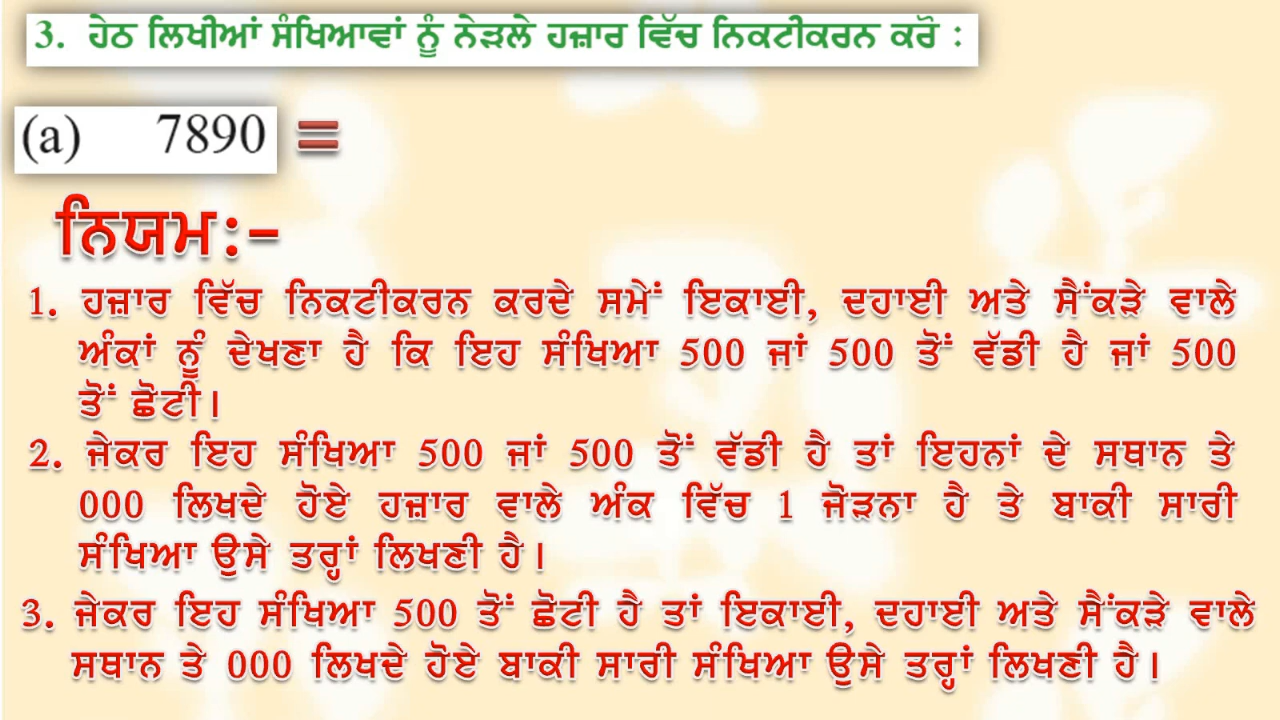 3. ਹੇਠ ਲਿਖੀਆਂ ਸੰਖਿਆਵਾਂ ਨੂੰ ਨੇੜਲੇ ਹਜ਼ਾਰ ਵਿੱਚ ਨਿਕਟੀਕਰਨ ਕਰੋ :
(a) 7890 =
ਨਿਯਮ:-
1. ਹਜ਼ਾਰ ਵਿੱਚ ਨਿਕਟੀਕਰਨ ਕਰਦੇ ਸਮੇਂ ਇਕਾਈ, ਦਹਾਈ ਅਤੇ ਸੈਂਕੜੇ ਵਾਲੇ
ਅੰਕਾਂ ਨੂੰ ਦੇਖਣਾ ਹੈ ਕਿ ਇਹ ਸੰਖਿਆ 500 ਜਾਂ 500 ਤੋਂ ਵੱਡੀ ਹੈ ਜਾਂ 500
ਤੋਂ ਛੋਟੀ।
2. ਜੇਕਰ ਇਹ ਸੰਖਿਆ 500 ਜਾਂ 500 ਤੋਂ ਵੱਡੀ ਹੈ ਤਾਂ ਇਹਨਾਂ ਦੇ ਸਥਾਨ ਤੇ
000 ਲਿਖਦੇ ਹੋਏ ਹਜ਼ਾਰ ਵਾਲੇ ਅੰਕ ਵਿੱਚ 1 ਜੋੜਨਾ ਹੈ ਤੇ ਬਾਕੀ ਸਾਰੀ
ਸੰਖਿਆ ਉਸੇ ਤਰ੍ਹਾਂ ਲਿਖਣੀ ਹੈ।
3. ਜੇਕਰ ਇਹ ਸੰਖਿਆ 500 ਤੋਂ ਛੋਟੀ ਹੈ ਤਾਂ ਇਕਾਈ, ਦਹਾਈ ਅਤੇ ਸੈਂਕੜੇ ਵਾਲੇ
ਸਥਾਨ ਤੇ 000 ਲਿਖਦੇ ਹੋਏ ਬਾਕੀ ਸਾਰੀ ਸੰਖਿਆ ਉਸੇ ਤਰ੍ਹਾਂ ਲਿਖਣੀ ਹੈ।